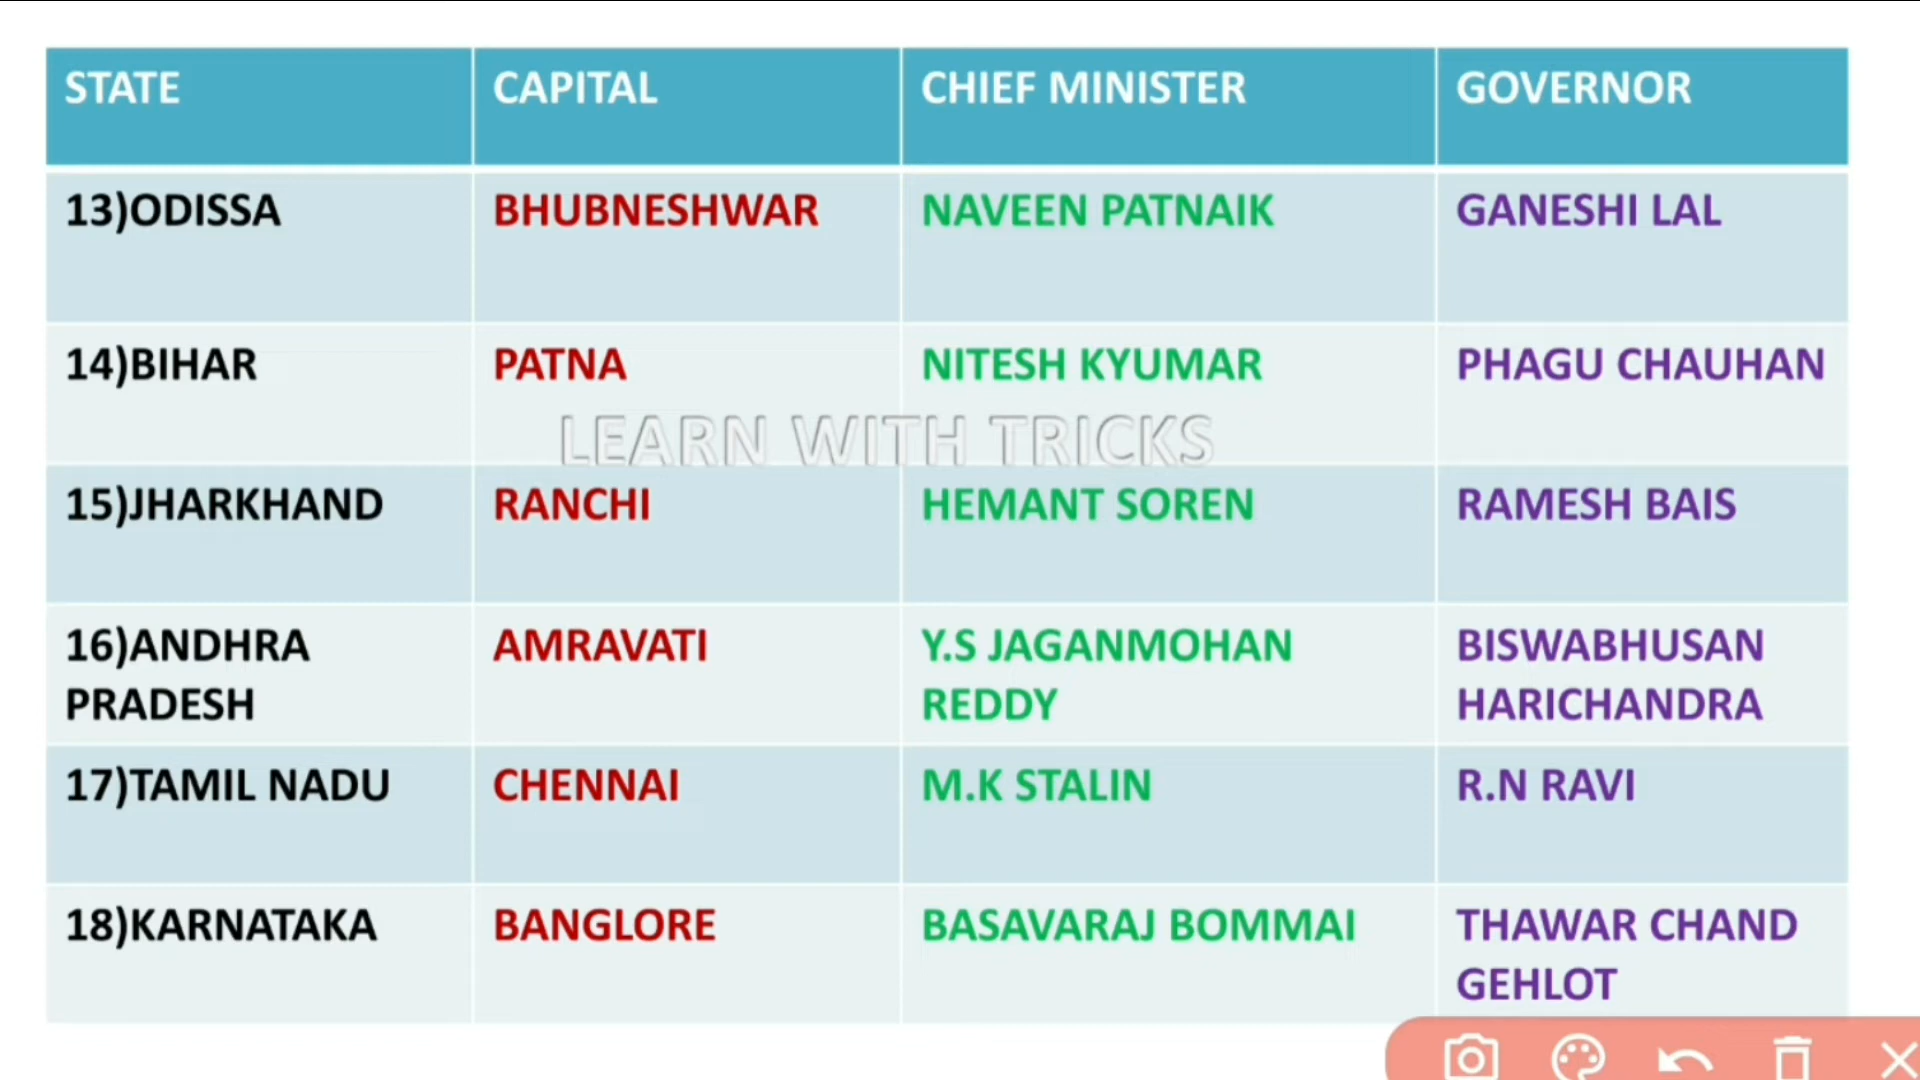 STATE CAPITAL CHIEF MINISTER GOVERNOR
13)ODISSA BHUBNESHWAR NAVEEN PATNAIK GANESHI LAL
14)BIHAR PATNA NITESH KYUMAR PHAGU CHAUHAN
LEARN WITH TRICKS
15)JHARKHAND RANCHI HEMANT SOREN RAMESH BAIS
16)ANDHRA AMRAVATI Y.S JAGANMOHAN BISWABHUSAN
PRADESH REDDY HARICHANDRA
17)TAMIL NADU CHENNAI M.K STALIN R.N RAVI
18)KARNATAKA BANGLORE BASAVARAJ BOMMAI THAWAR CHAND
GEHLOT